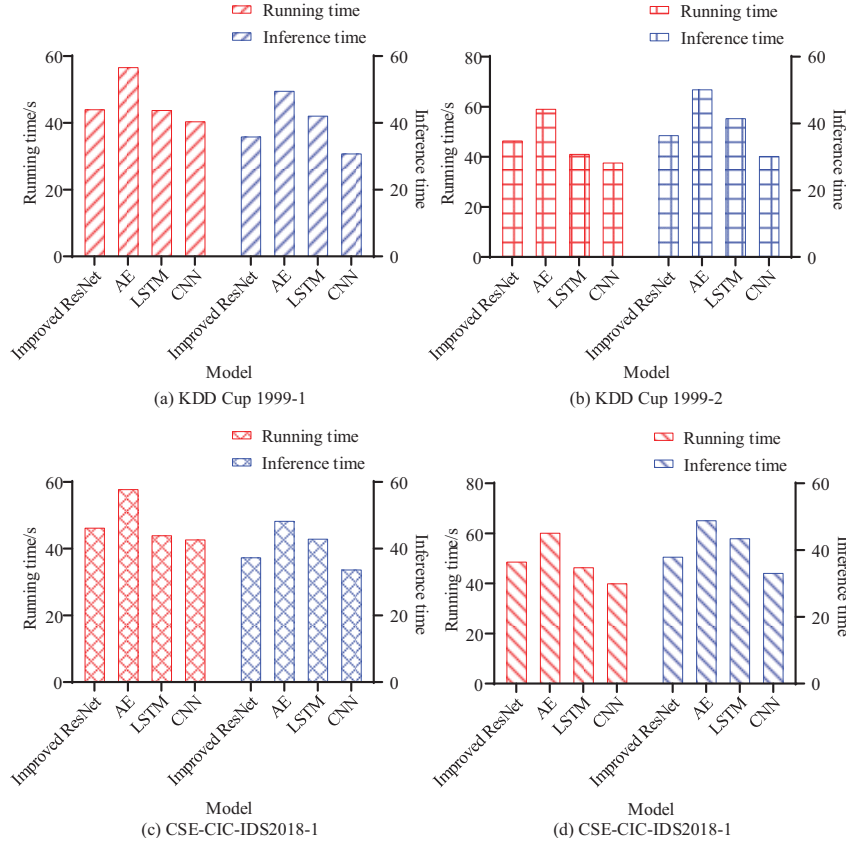 Running time
Inference time
Running time/s
60
40
20
0
60
40
20
0
Inference time
Improved ResNet
AE
LSTM
CNN
Improved ResNet
AE
LSTM
CNN
Model
(a) KDD Cup 1999-1
Running time
Inference time
Running time/s
80
60
40
20
0
60
40
20
0
Inference time
Improved ResNet
AE
LSTM
CNN
Improved ResNet
AE
LSTM
CNN
Model
(b) KDD Cup 1999-2
Running time
Inference time
Running time/s
60
40
20
0
60
40
20
0
Inference time
Improved ResNet
AE
LSTM
CNN
Improved ResNet
AE
LSTM
CNN
Model
(c) CSE-CIC-IDS2018-1
Running time
Inference time
Running time/s
80
60
40
20
0
60
40
20
0
Inference time
Improved ResNet
AE
LSTM
CNN
Improved ResNet
AE
LSTM
CNN
Model
(d) CSE-CIC-IDS2018-1